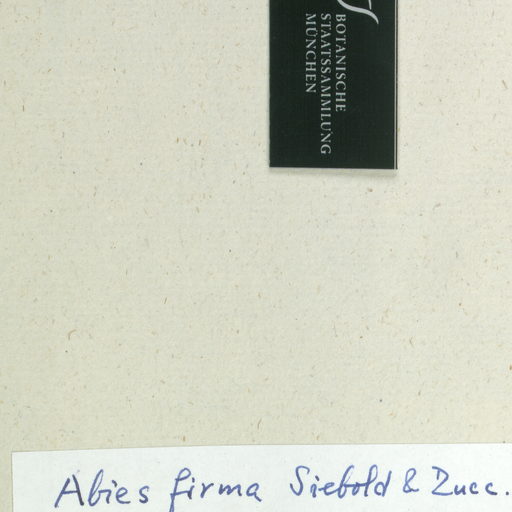 BOTANISCHE
STAATSSAMMLUNG
MÜNCHEN
Abies firma Siebold & Zucc.